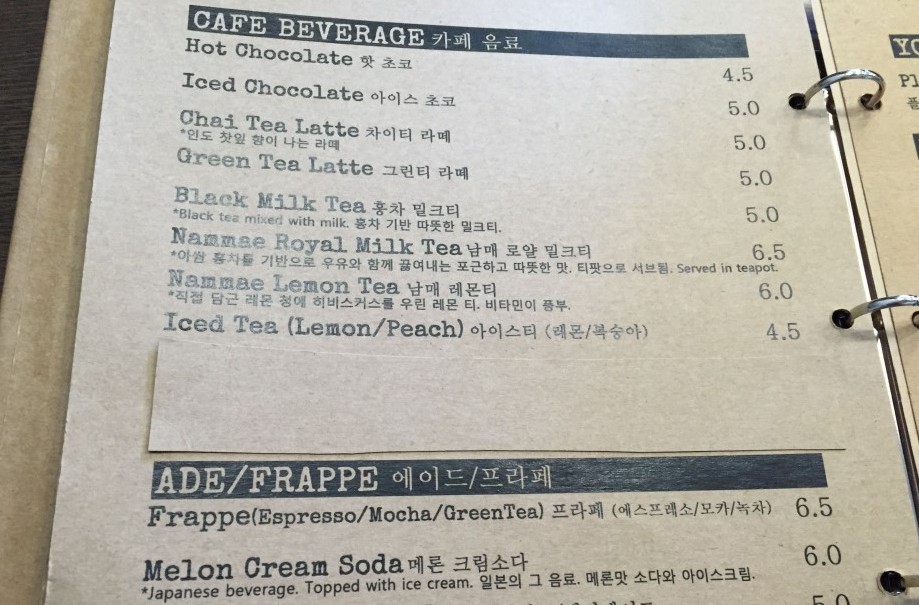 CAFE BEVERAGE 카페 음료
Hot Chocolate 핫 초코 4.5
Iced Chocolate 아이스 초코 5.0
Chai Tea Latte 차이티 라떼 5.0
*인도 찻잎 향이 나는 라떼
Green Tea Latte 그린티 라떼 5.0
Black Milk Tea 홍차 밀크티 5.0
*Black tea mixed with milk. 홍차 기반 따뜻한 밀크티.
Nammae Royal Milk Tea 남매 로얄 밀크티 6.5
*아쌈 홍차를 기반으로 우유와 함께 끓여내는 포근하고 따뜻한 맛. 티팟으로 서브됨. Served in teapot.
Nammae Lemon Tea 남매 레몬티 6.0
*직접 담근 레몬 청에 히비스커스를 우린 레몬 티. 비타민이 풍부.
Iced Tea (Lemon/Peach) 아이스티 (레몬/복숭아) 4.5
ADE/FRAPPE 에이드/프라페
Frappe(Espresso/Mocha/GreenTea) 프라페 (에스프레소/모카/녹차) 6.5
Melon Cream Soda 메론 크림소다 6.0
*Japanese beverage. Topped with ice cream. 일본의 그 음료. 메론맛 소다와 아이스크림.
5.0
YO
Pl